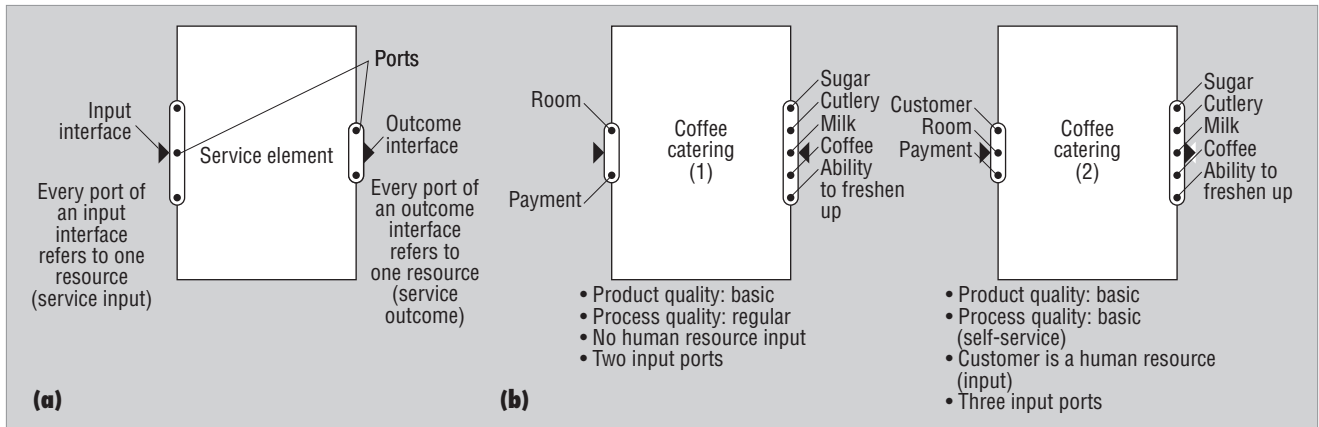 Ports
Input
interface
Service element
Outcome
interface
Every port of
an input
interface
refers to one
resource
(service input)
Every port of
an outcome
interface
refers to
one resource
(service
outcome)
(a)
Room
Payment
Coffee
catering
(1)
Sugar
Cutlery
Milk
Coffee
Ability
to freshen
up
• Product quality: basic
• Process quality: regular
• No human resource input
• Two input ports
(b)
Customer
Room
Payment
Coffee
catering
(2)
Sugar
Cutlery
Milk
Coffee
Ability to
freshen up
• Product quality: basic
• Process quality: basic
(self-service)
• Customer is a human resource
(input)
• Three input ports